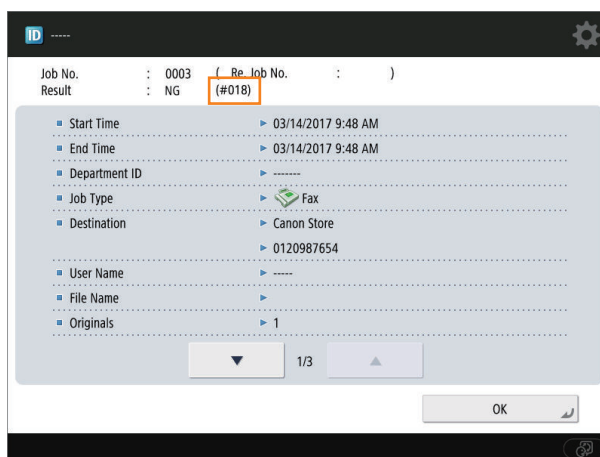 ID -----
Job No. : 0003 ( Re. Job No. : )
Result : NG (#018)
Start Time 03/14/2017 9:48 AM
End Time 03/14/2017 9:48 AM
Department ID -------
Job Type Fax
Destination Canon Store
0120987654
User Name -----
File Name
Originals 1
1/3
OK